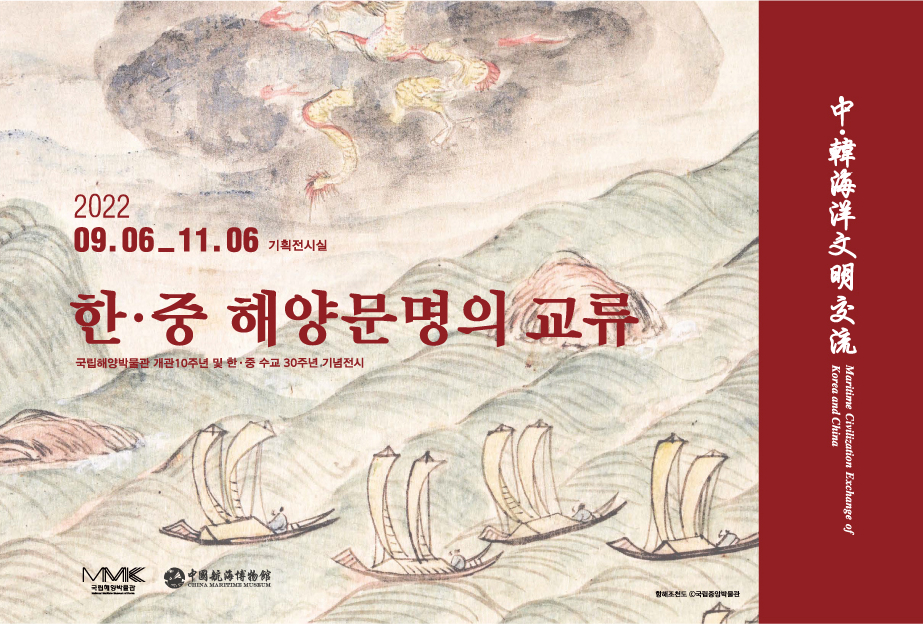 2022
09.06_11.06 기획전시실
한·중 해양문명의 교류
국립해양박물관 개관10주년 및 한·중 수교 30주년 기념전시
中·韓海洋文明交流
Maritime Civilization Exchange of
Korea and China
MMK
국립해양박물관
中國航海博物館
CHINA MARITIME MUSEUM
항해조천도 ©국립중앙박물관